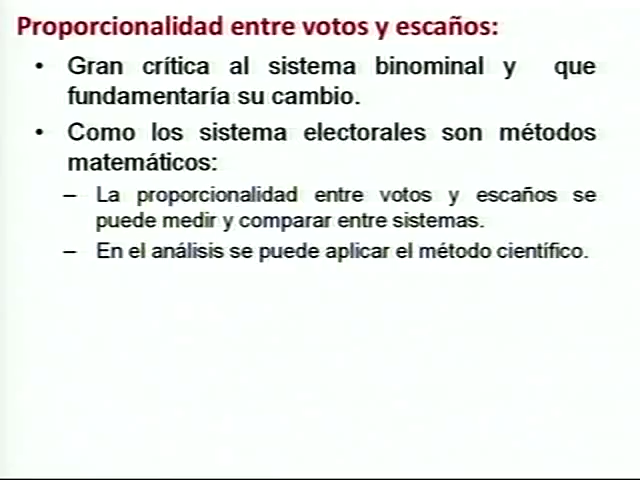 Proporcionalidad entre votos y escaños:
• Gran crítica al sistema binominal y que
fundamentaría su cambio.
• Como los sistema electorales son métodos
matemáticos:
– La proporcionalidad entre votos y escaños se
puede medir y comparar entre sistemas.
– En el análisis se puede aplicar el método científico.